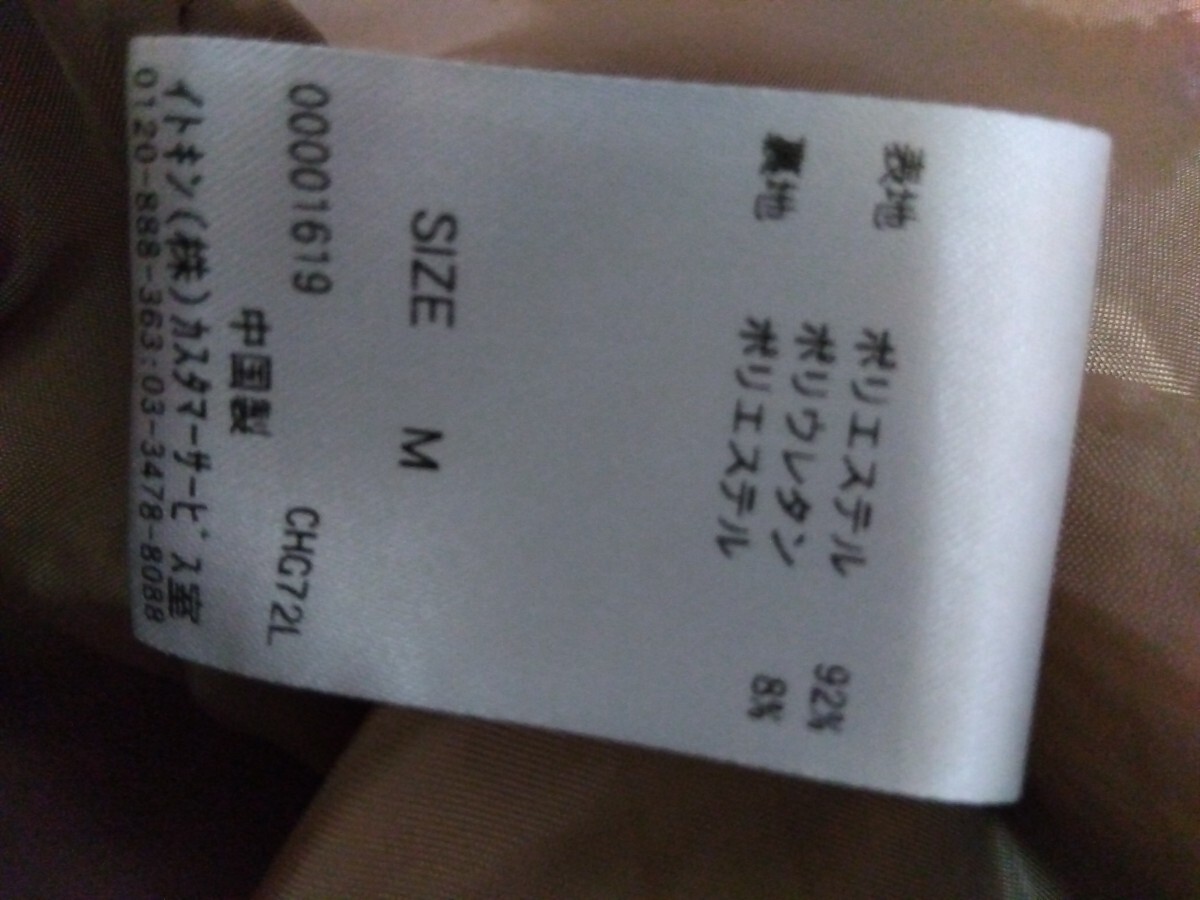 表地 ポリエステル 92%
ポリウレタン 8%
裏地 ポリエステル
SIZE M
00001619 CHG72L
中国製
イトキン(株)カスタマーサービス室
0120-888-363:03-3478-8088